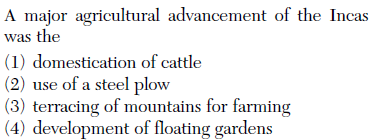 A major agricultural advancement of the Incas
was the
(1) domestication of cattle
(2) use of a steel plow
(3) terracing of mountains for farming
(4) development of floating gardens